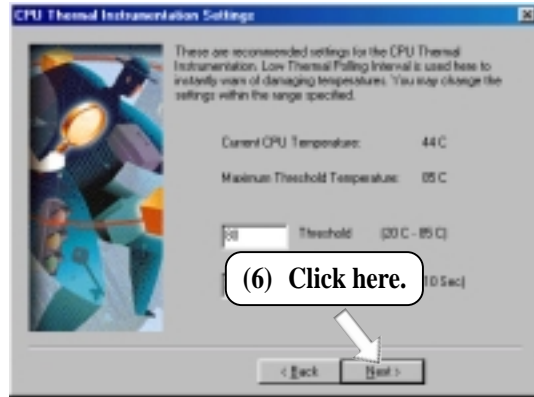 CPU Thermal Instrumentation Settings
These are recommended settings for the CPU Thermal
Instrumentation. Low Thermal Polling Interval is used here to
instantly warn of damaging temperatures. You may change the
settings within the range specified.
Current CPU Temperature: 44 C
Maximum Threshold Temperature: 85 C
80 Threshold (20 C - 85 C)
(6) Click here.
10 Sec)
< Back Next >